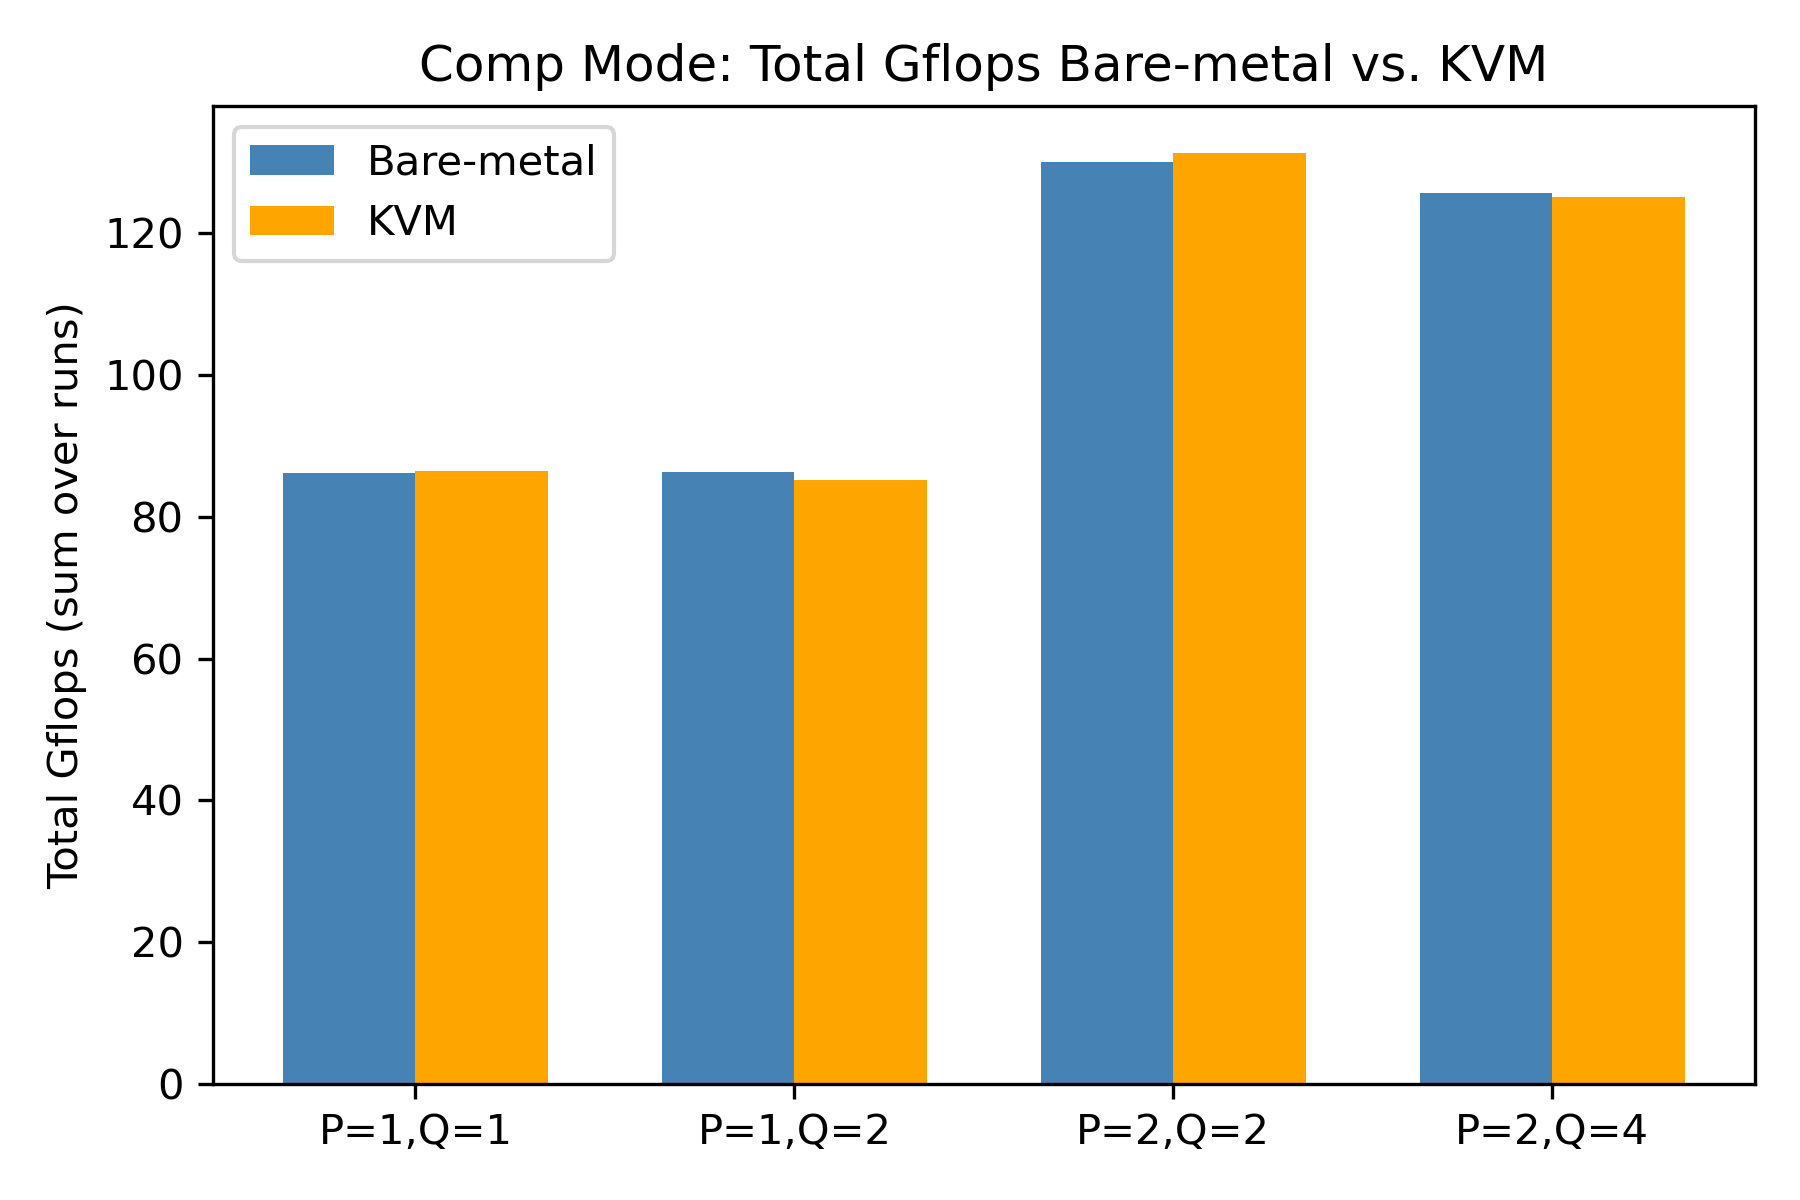 Comp Mode: Total Gflops Bare-metal vs. KVM
Bare-metal
KVM
Total Gflops (sum over runs)
120
100
80
60
40
20
0
P=1,Q=1
P=1,Q=2
P=2,Q=2
P=2,Q=4